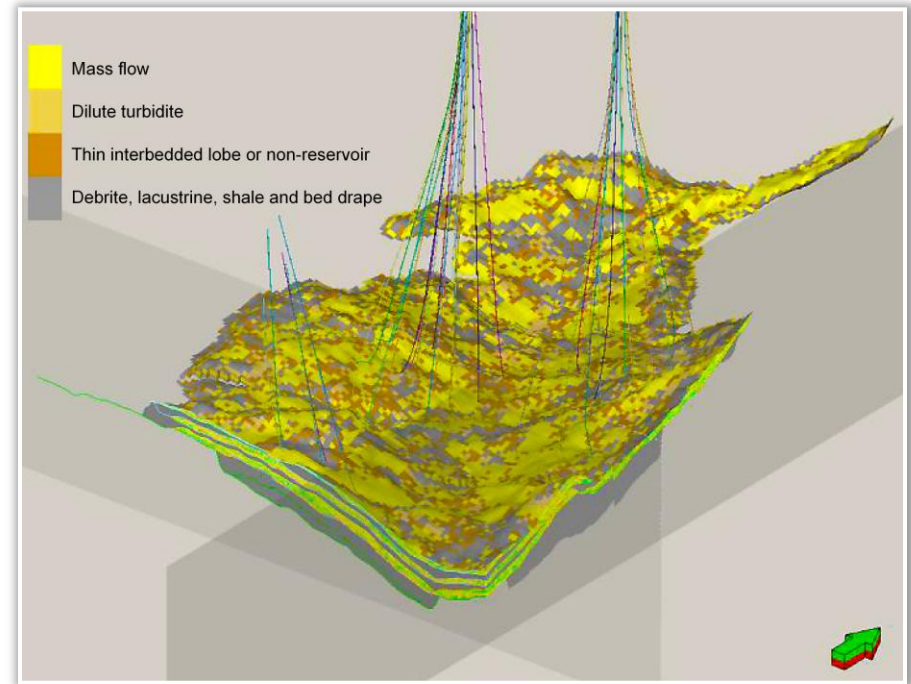 Mass flow
Dilute turbidite
Thin interbedded lobe or non-reservoir
Debrite, lacustrine, shale and bed drape